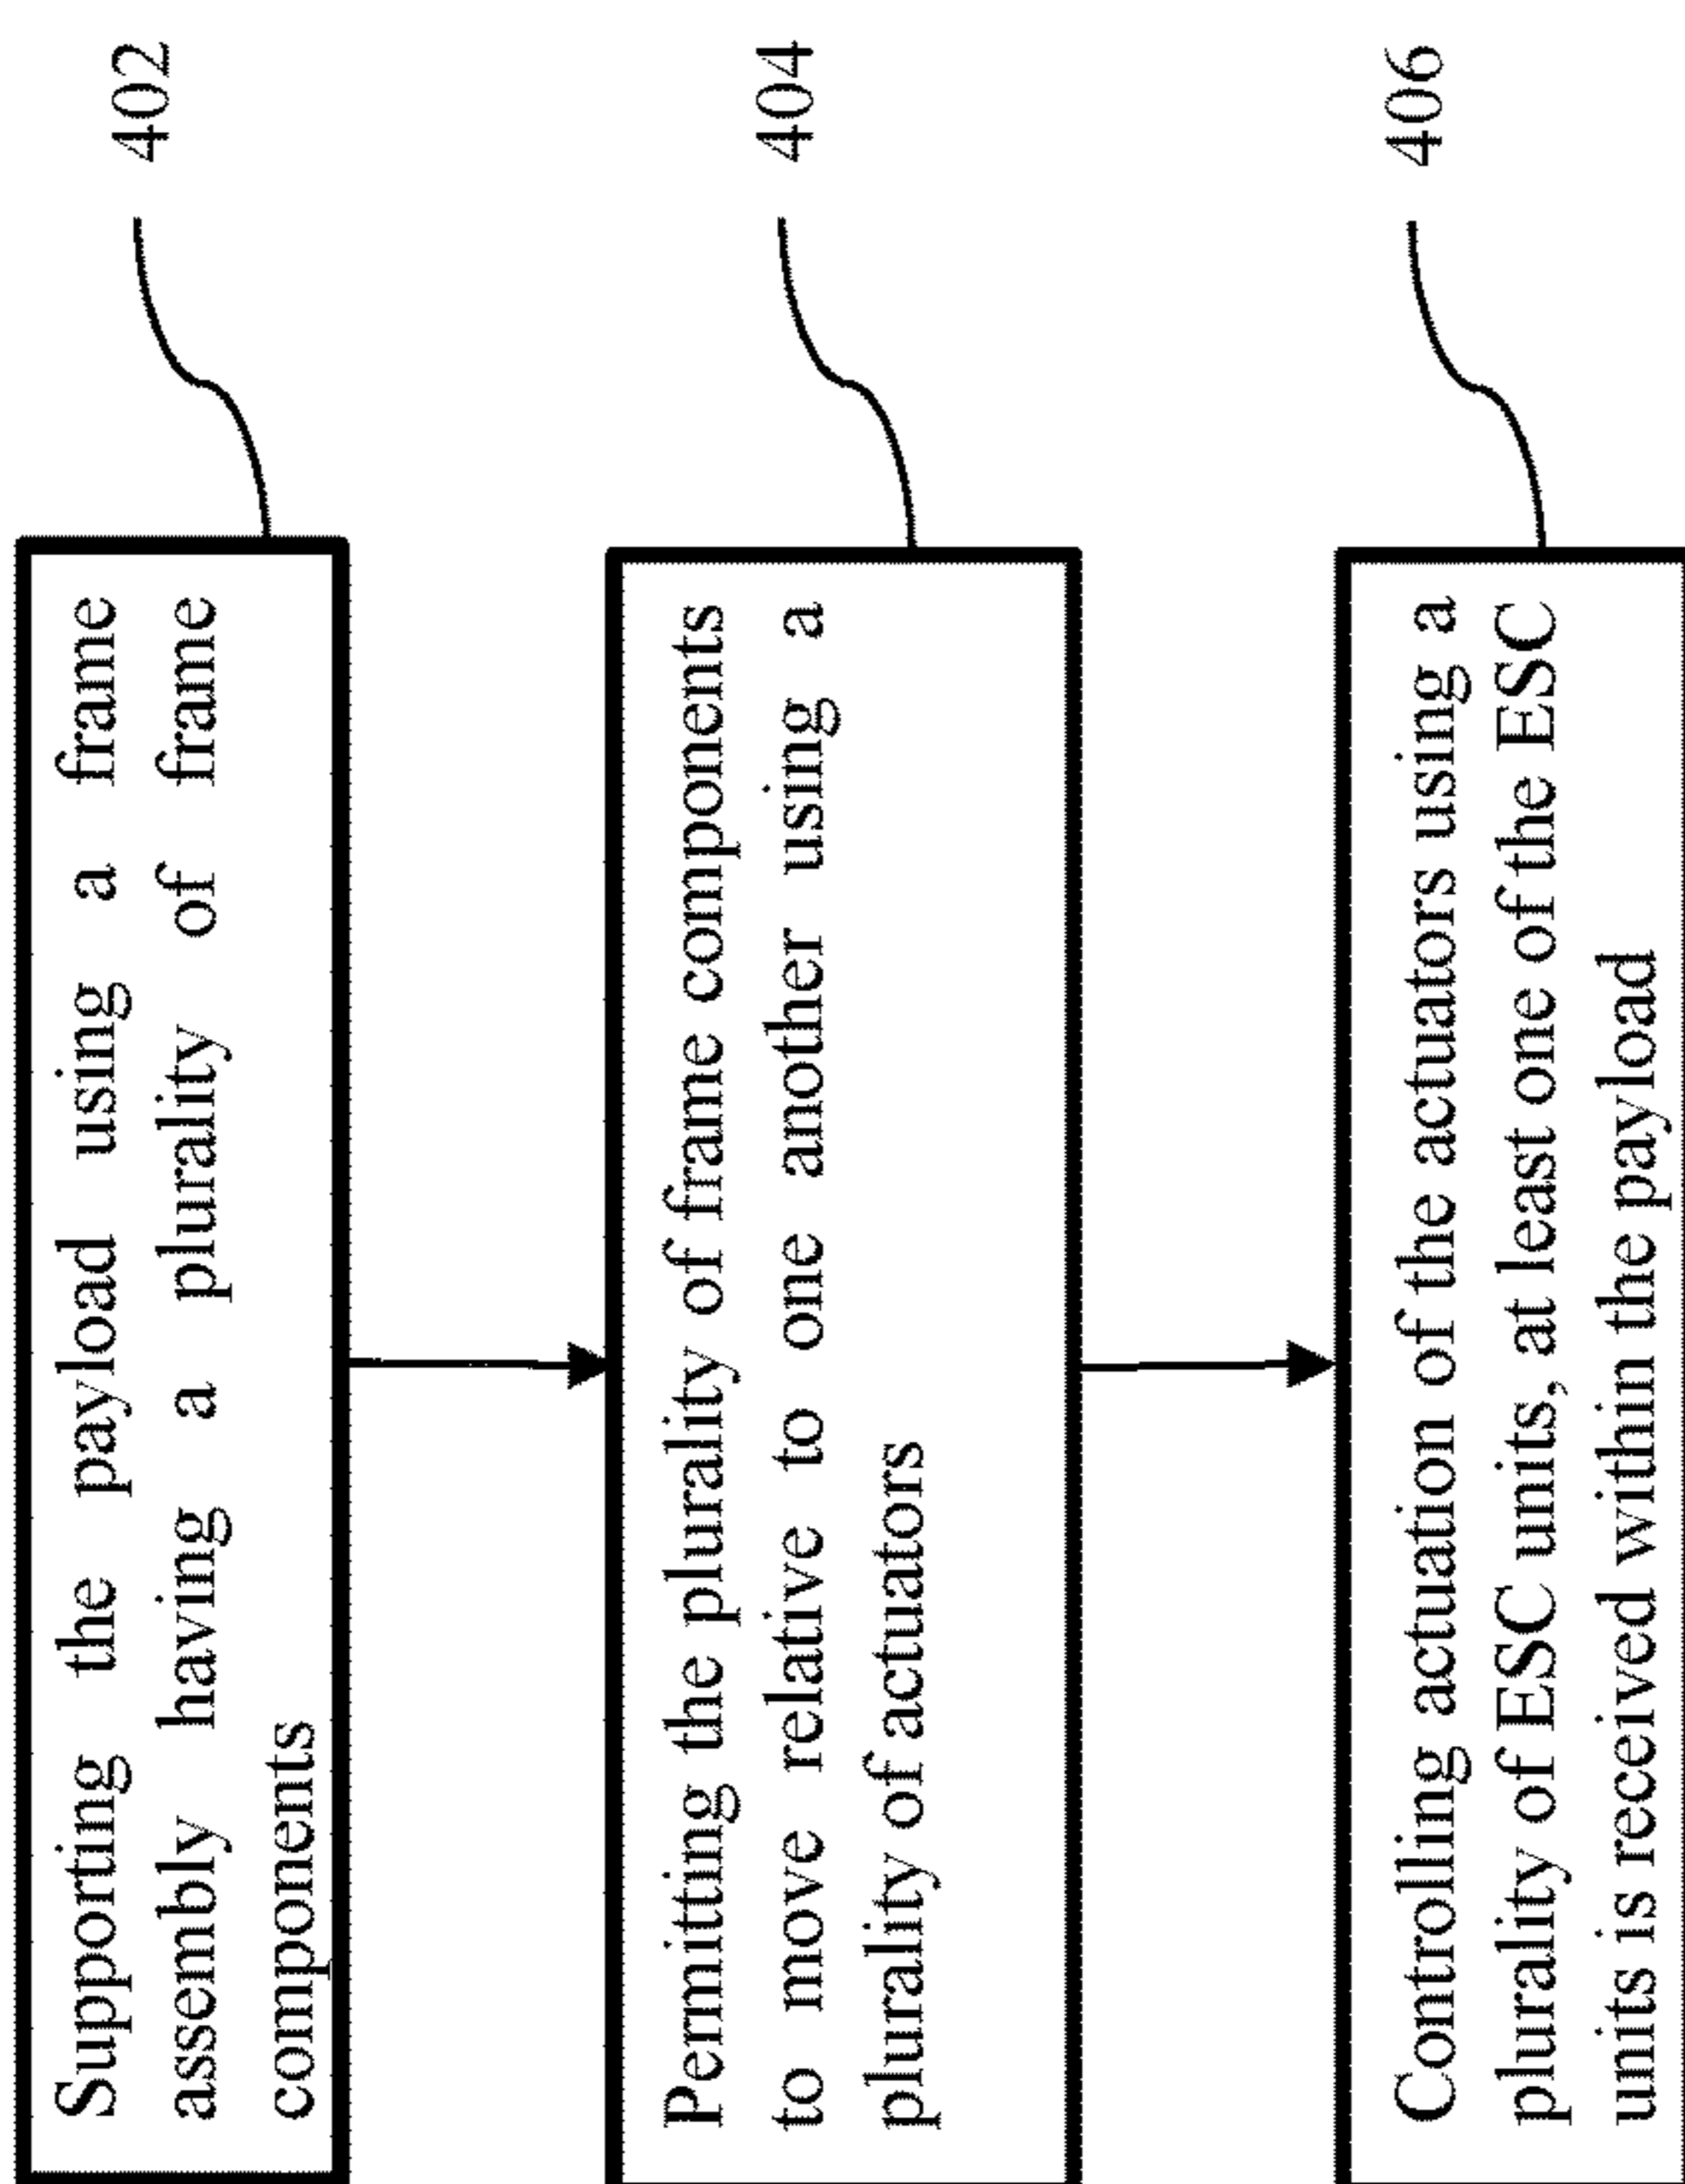 Supporting the payload using a frame
assembly having a plurality of frame
components
402
Permitting the plurality of frame components
to move relative to one another using a
plurality of actuators
404
Controlling actuation of the actuators using a
plurality of ESC units, at least one of the ESC
units is received within the payload
406